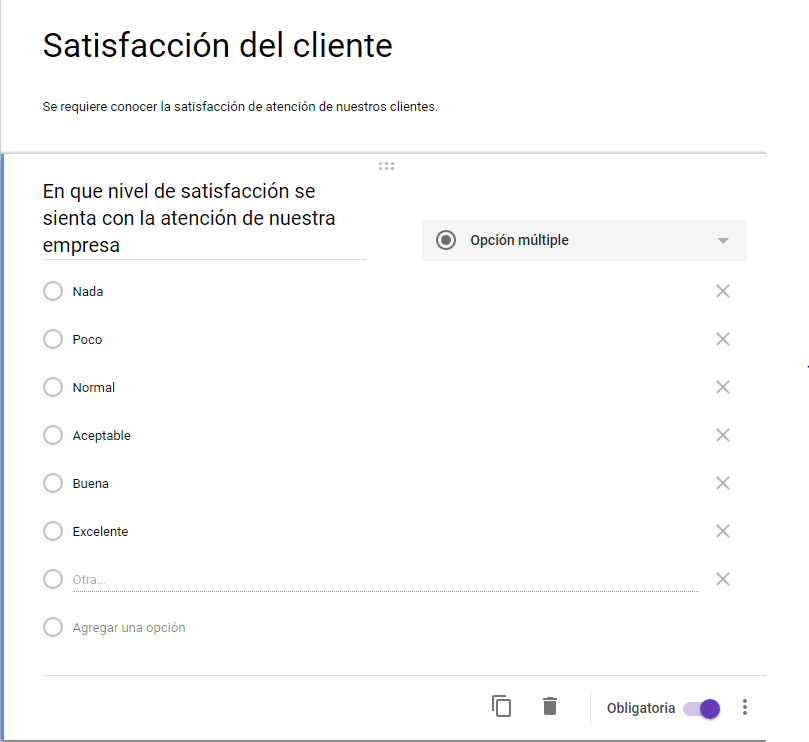 Satisfacción del cliente
Se requiere conocer la satisfacción de atención de nuestros clientes.
En que nivel de satisfacción se
sienta con la atención de nuestra
empresa
Opción múltiple
Nada
Poco
Normal
Aceptable
Buena
Excelente
Otra...
Agregar una opción
Obligatoria